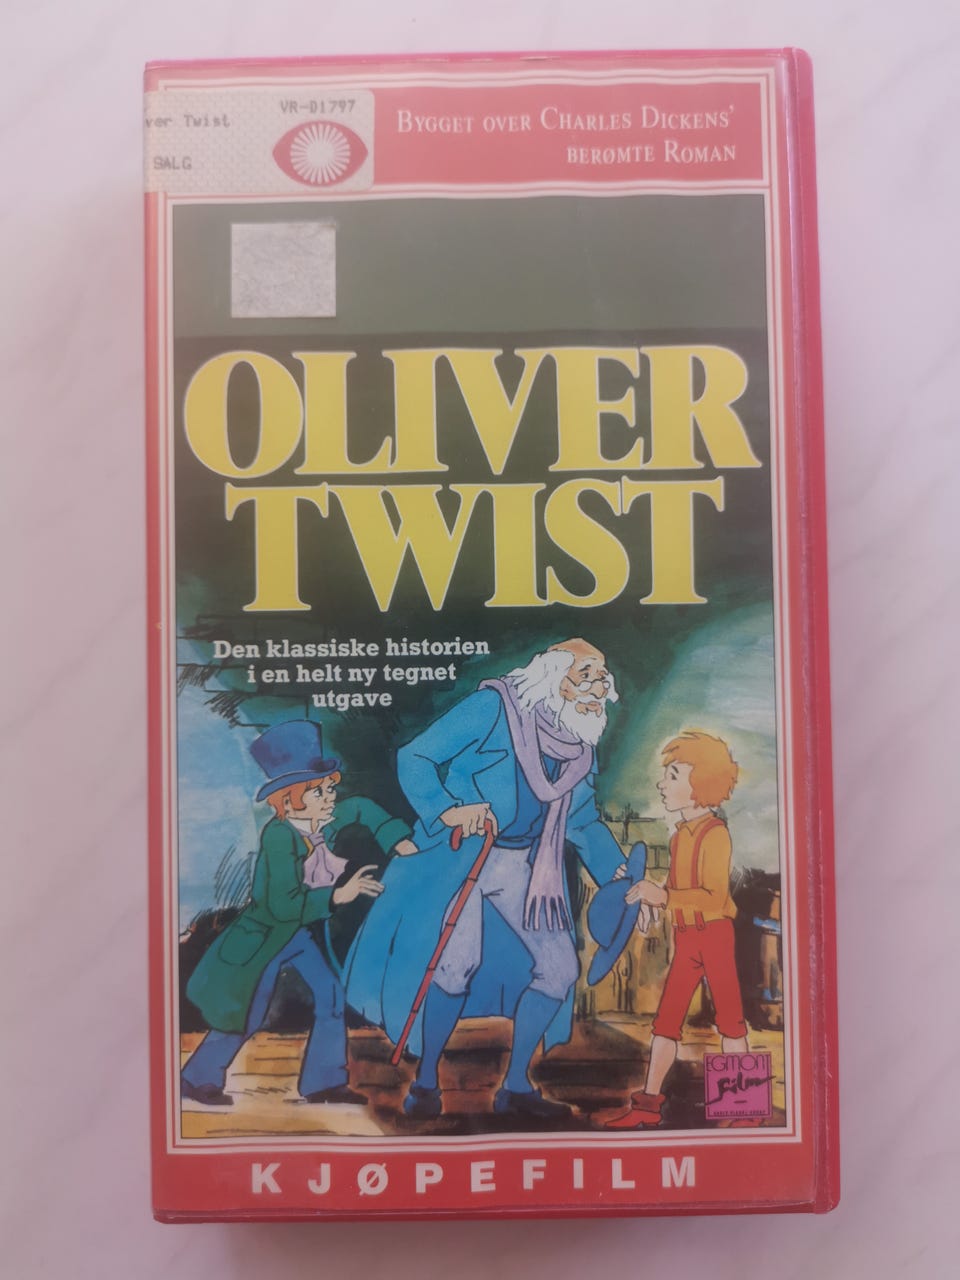 VR-D1797
ver Twist
SALG
BYGGET OVER CHARLES DICKENS'
BERØMTE ROMAN
OLIVER
TWIST
Den klassiske historien
i en helt ny tegnet
utgave
EGMONT
Film
KJØPEFILM